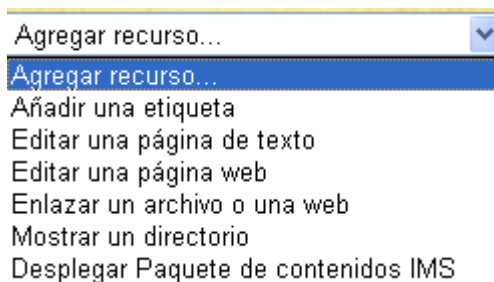 Agregar recurso...
Agregar recurso...
Añadir una etiqueta
Editar una página de texto
Editar una página web
Enlazar un archivo o una web
Mostrar un directorio
Desplegar Paquete de contenidos IMS